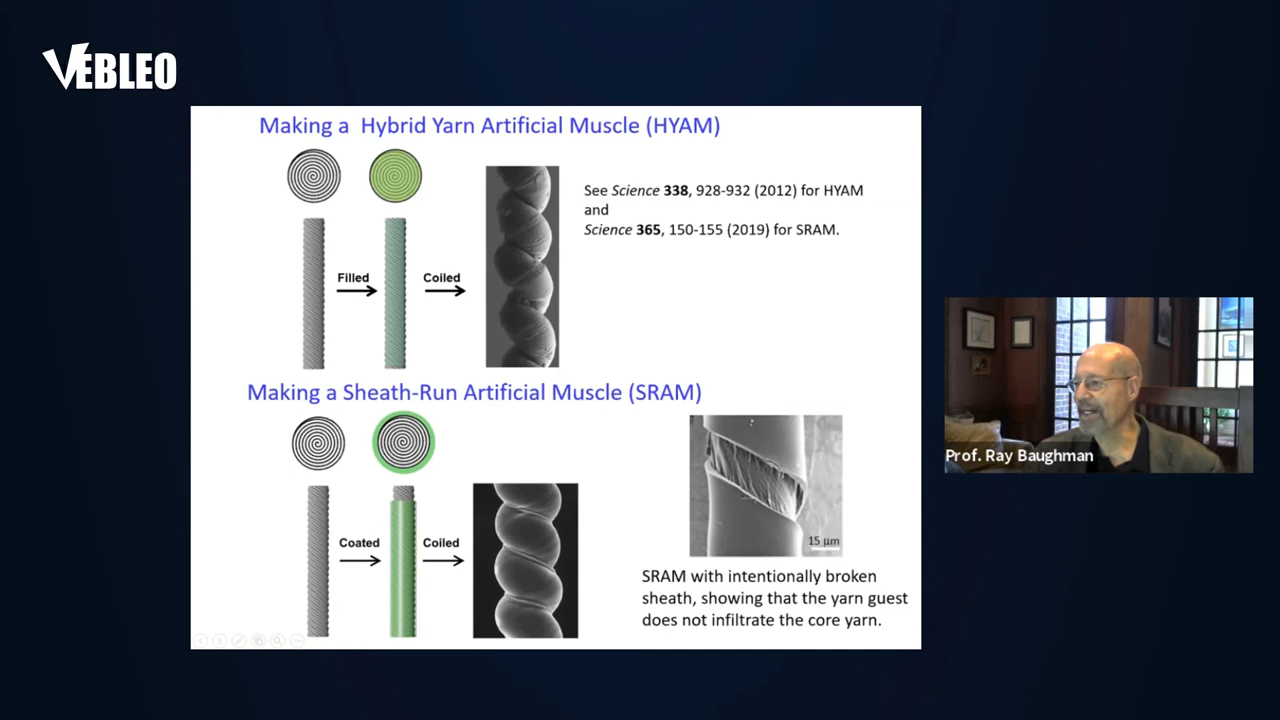 VEBLEO
Making a Hybrid Yarn Artificial Muscle (HYAM)
See Science 338, 928-932 (2012) for HYAM
and
Science 365, 150-155 (2019) for SRAM.
Filled
Coiled
Making a Sheath-Run Artificial Muscle (SRAM)
Coated
Coiled
15 µm
SRAM with intentionally broken
sheath, showing that the yarn guest
does not infiltrate the core yarn.
Prof. Ray Baughman